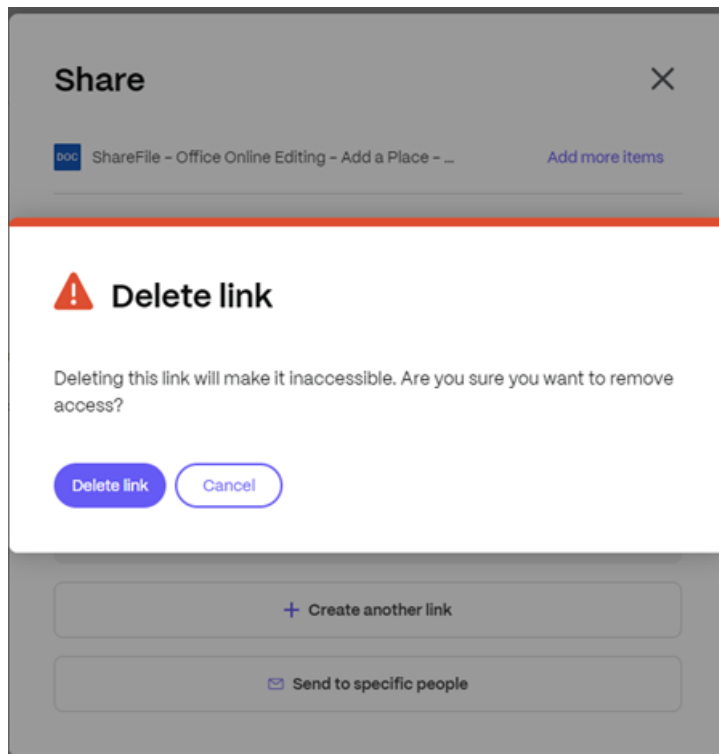 Share
DOC ShareFile – Office Online Editing – Add a Place – ... Add more items
Delete link
Deleting this link will make it inaccessible. Are you sure you want to remove
access?
Delete link Cancel
Create another link
Send to specific people